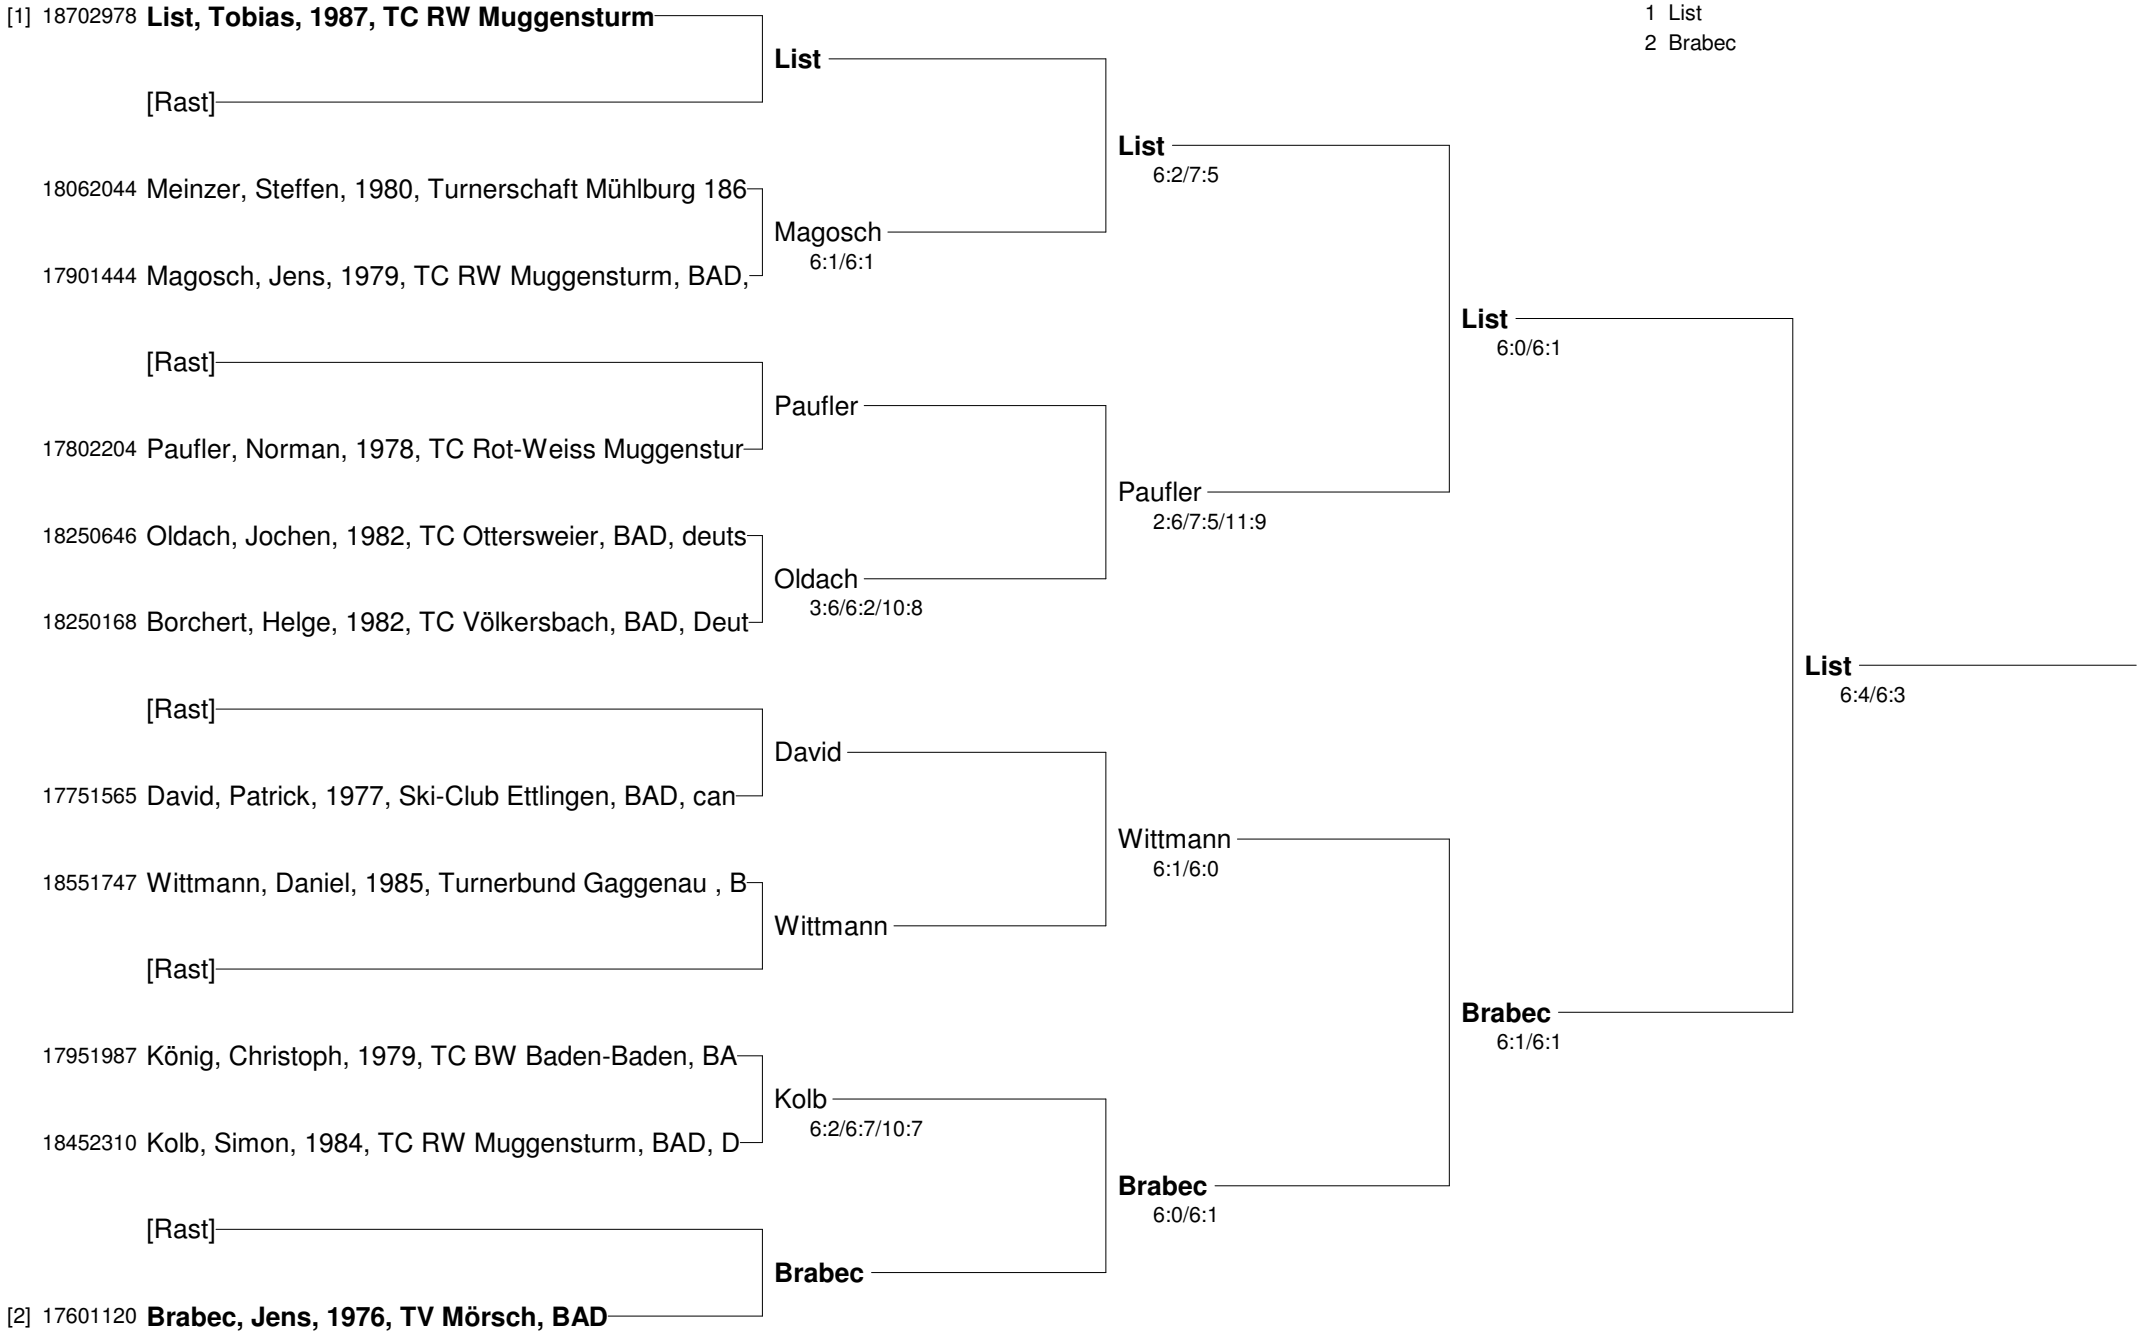 [1] 18702978 List, Tobias, 1987, TC RW Muggensturm
1 List
2 Brabec
List
[Rast]
List
6:2/7:5
18062044 Meinzer, Steffen, 1980, Turnerschaft Mühlburg 186
Magosch
6:1/6:1
17901444 Magosch, Jens, 1979, TC RW Muggensturm, BAD,
List
6:0/6:1
[Rast]
Paufler
17802204 Paufler, Norman, 1978, TC Rot-Weiss Muggenstur
Paufler
2:6/7:5/11:9
18250646 Oldach, Jochen, 1982, TC Ottersweier, BAD, deuts
Oldach
3:6/6:2/10:8
18250168 Borchert, Helge, 1982, TC Völkersbach, BAD, Deut
List
6:4/6:3
[Rast]
David
17751565 David, Patrick, 1977, Ski-Club Ettlingen, BAD, can
Wittmann
6:1/6:0
18551747 Wittmann, Daniel, 1985, Turnerbund Gaggenau , B
Wittmann
[Rast]
Brabec
6:1/6:1
17951987 König, Christoph, 1979, TC BW Baden-Baden, BA
Kolb
6:2/6:7/10:7
18452310 Kolb, Simon, 1984, TC RW Muggensturm, BAD, D
Brabec
6:0/6:1
[Rast]
Brabec
[2] 17601120 Brabec, Jens, 1976, TV Mörsch, BAD